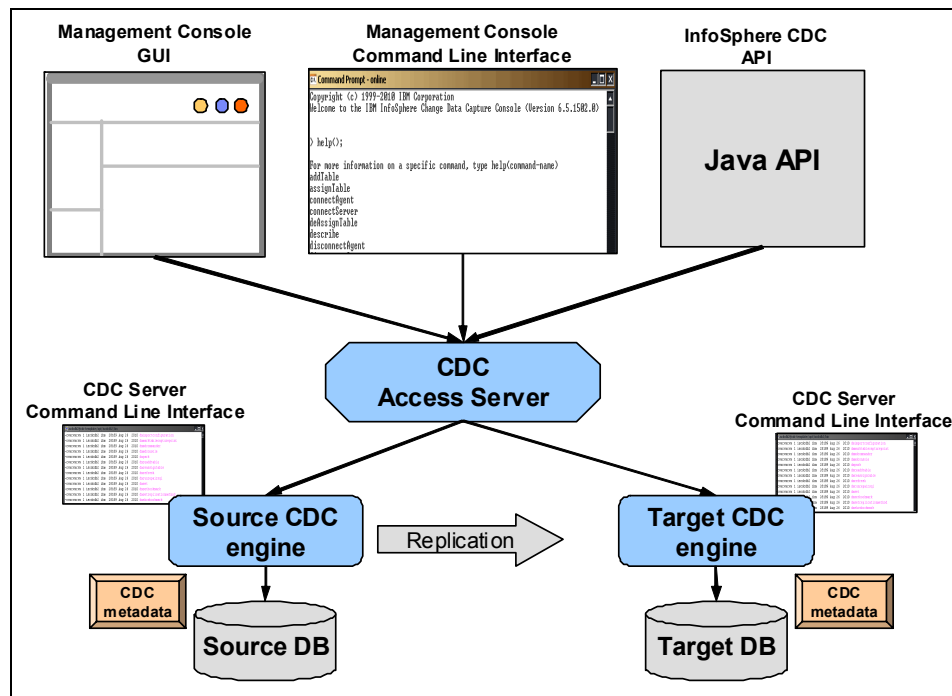 Management Console
GUI
Management Console
Command Line Interface
InfoSphere CDC
API
Command Prompt - online
Copyright (c) 1999-2010 IBM Corporation
Welcome to the IBM InfoSphere Change Data Capture Console (Version 6.5.1502.0)
> help();
For more information on a specific command, type help(command-name)
addTable
assignTable
connectAgent
connectServer
deAssignTable
describe
disconnectAgent
Java API
CDC
Access Server
CDC Server
Command Line Interface
CDC Server
Command Line Interface
Source CDC
engine
Replication
Target CDC
engine
CDC
metadata
Source DB
Target DB
CDC
metadata